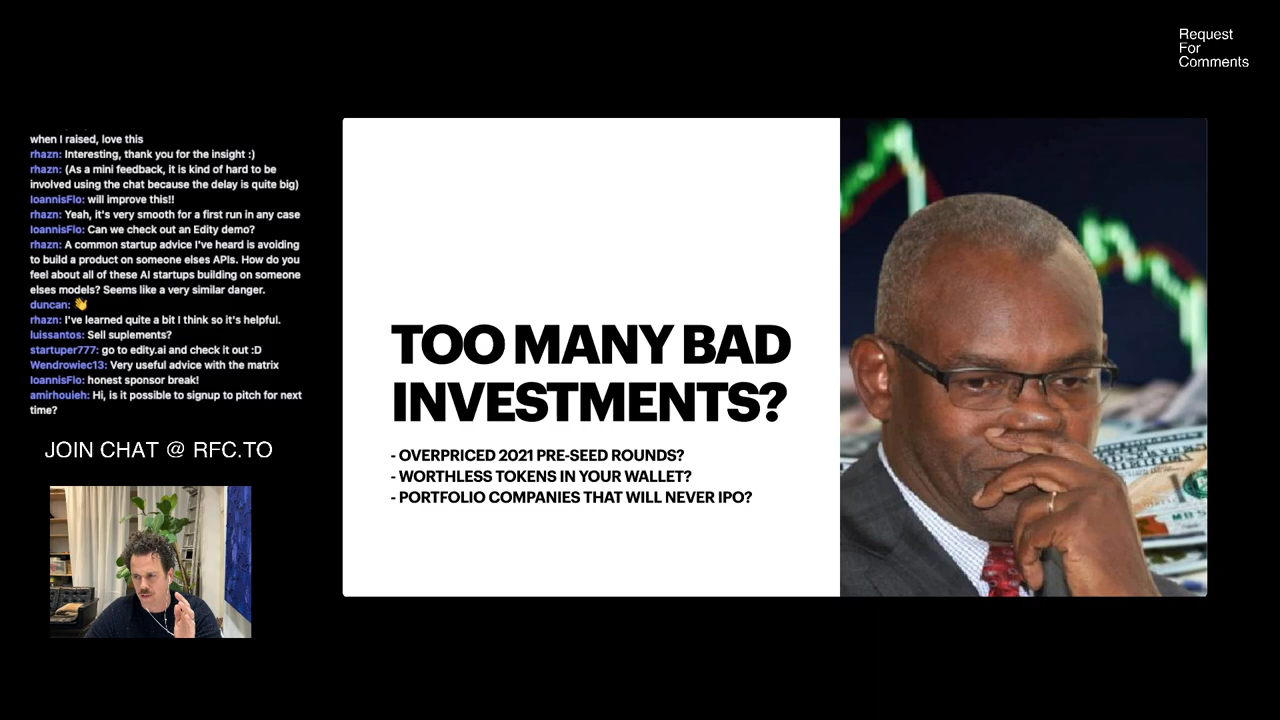 Request
For
Comments
when I raised, love this
rhazn: Interesting, thank you for the insight :)
rhazn: (As a mini feedback, it is kind of hard to be
involved using the chat because the delay is quite big)
IoannisFlo: will improve this!!
rhazn: Yeah, it's very smooth for a first run in any case
IoannisFlo: Can we check out an Edity demo?
rhazn: A common startup advice I've heard is avoiding
to build a product on someone elses APIs. How do you
feel about all of these AI startups building on someone
elses models? Seems like a very similar danger.
duncan: 👋
rhazn: I've learned quite a bit I think so it's helpful.
luissantos: Sell suplements?
startuper777: go to edity.ai and check it out :D
Wendrowiec13: Very useful advice with the matrix
IoannisFlo: honest sponsor break!
amirhouieh: Hi, is it possible to signup to pitch for next
time?
JOIN CHAT @ RFC.TO
TOO MANY BAD
INVESTMENTS?
- OVERPRICED 2021 PRE-SEED ROUNDS?
- WORTHLESS TOKENS IN YOUR WALLET?
- PORTFOLIO COMPANIES THAT WILL NEVER IPO?